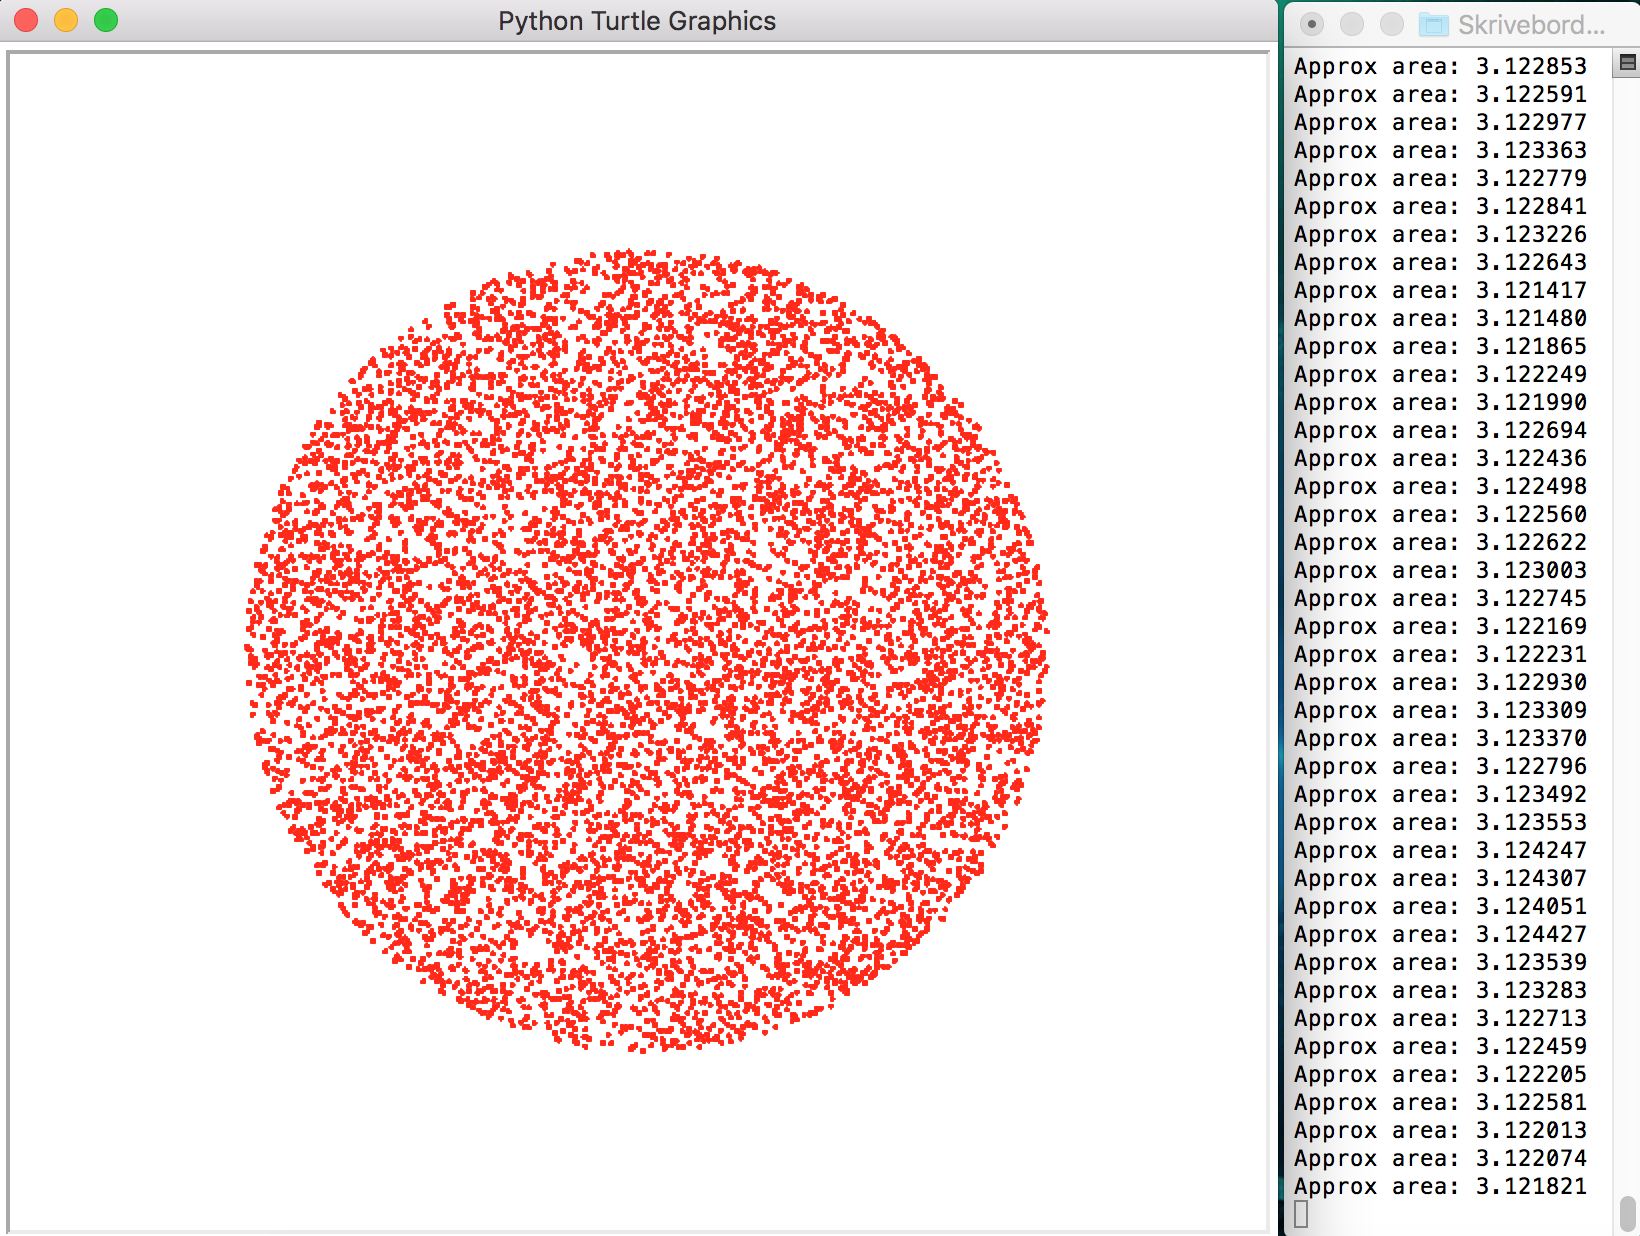 Python Turtle Graphics
Skrivebord...
Approx area: 3.122853
Approx area: 3.122591
Approx area: 3.122977
Approx area: 3.123363
Approx area: 3.122779
Approx area: 3.122841
Approx area: 3.123226
Approx area: 3.122643
Approx area: 3.121417
Approx area: 3.121480
Approx area: 3.121865
Approx area: 3.122249
Approx area: 3.121990
Approx area: 3.122694
Approx area: 3.122436
Approx area: 3.122498
Approx area: 3.122560
Approx area: 3.122622
Approx area: 3.123003
Approx area: 3.122745
Approx area: 3.122169
Approx area: 3.122231
Approx area: 3.122930
Approx area: 3.123309
Approx area: 3.123370
Approx area: 3.122796
Approx area: 3.123492
Approx area: 3.123553
Approx area: 3.124247
Approx area: 3.124307
Approx area: 3.124051
Approx area: 3.124427
Approx area: 3.123539
Approx area: 3.123283
Approx area: 3.122713
Approx area: 3.122459
Approx area: 3.122205
Approx area: 3.122581
Approx area: 3.122013
Approx area: 3.122074
Approx area: 3.121821